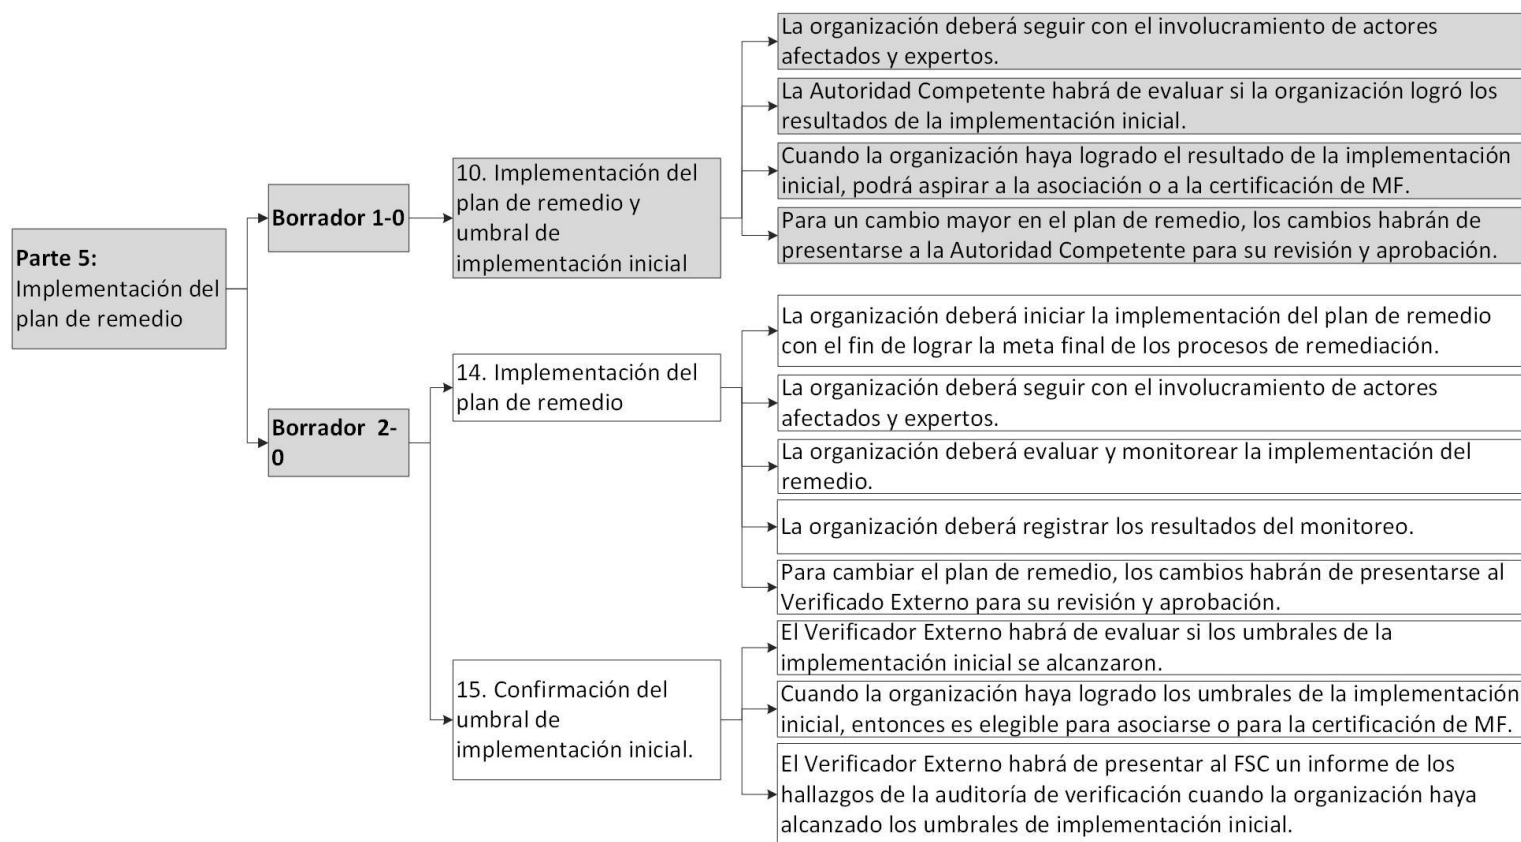 Parte 5:
Implementación del
plan de remedio
Borrador 1-0
10. Implementación del
plan de remedio y
umbral de
implementación inicial
La organización deberá seguir con el involucramiento de actores
afectados y expertos.
La Autoridad Competente habrá de evaluar si la organización logró los
resultados de la implementación inicial.
Cuando la organización haya logrado el resultado de la implementación
inicial, podrá aspirar a la asociación o a la certificación de MF.
Para un cambio mayor en el plan de remedio, los cambios habrán de
presentarse a la Autoridad Competente para su revisión y aprobación.
Borrador 2-
0
14. Implementación del
plan de remedio
La organización deberá iniciar la implementación del plan de remedio
con el fin de lograr la meta final de los procesos de remediación.
La organización deberá seguir con el involucramiento de actores
afectados y expertos.
La organización deberá evaluar y monitorear la implementación del
remedio.
La organización deberá registrar los resultados del monitoreo.
Para cambiar el plan de remedio, los cambios habrán de presentarse al
Verificado Externo para su revisión y aprobación.
15. Confirmación del
umbral de
implementación inicial.
El Verificador Externo habrá de evaluar si los umbrales de la
implementación inicial se alcanzaron.
Cuando la organización haya logrado los umbrales de la implementación
inicial, entonces es elegible para asociarse o para la certificación de MF.
El Verificador Externo habrá de presentar al FSC un informe de los
hallazgos de la auditoría de verificación cuando la organización haya
alcanzado los umbrales de implementación inicial.